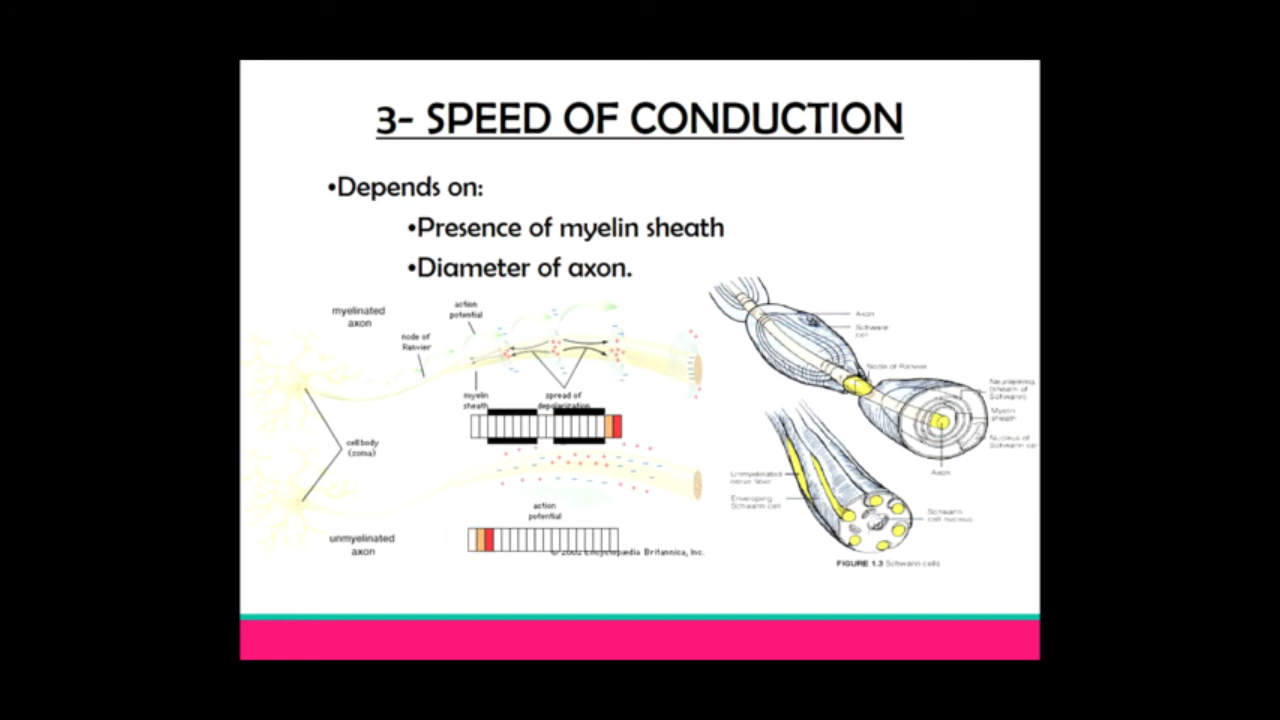 3- SPEED OF CONDUCTION
•Depends on:
•Presence of myelin sheath
•Diameter of axon.
myelinated
axon
action
potential
node of
Ranvier
myelin
sheath
spread of
depolarization
cell body
(soma)
action
potential
unmyelinated
axon
© 2002 Encyclopædia Britannica, Inc.
Axon
Schwann
cell
Node of Ranvier
(sheath of
Schwann)
Myelin
sheath
Nucleus of
Schwann cel
Axon
Unmyelinated
nerve fiber
Enveloping
Schwann cell
Schwann
cell nucleus
FIGURE 1.3 Schwann cells